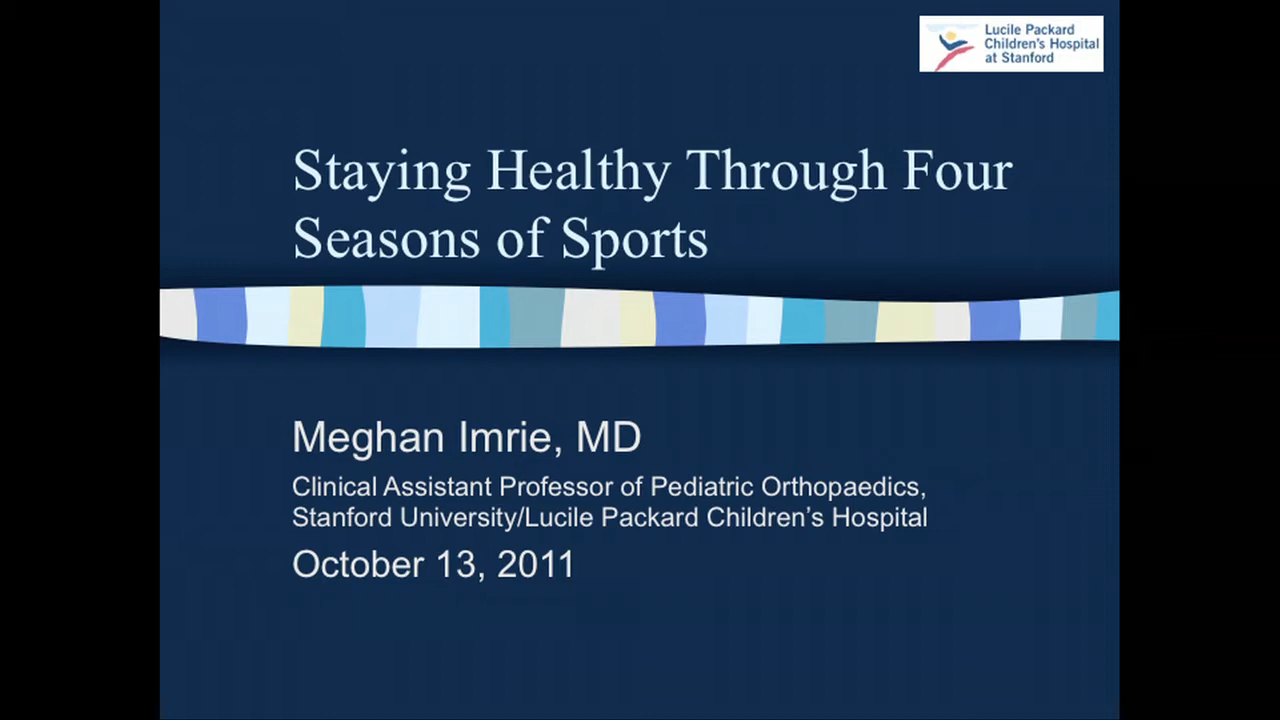 Lucile Packard
Children's Hospital
at Stanford
Staying Healthy Through Four
Seasons of Sports
Meghan Imrie, MD
Clinical Assistant Professor of Pediatric Orthopaedics,
Stanford University/Lucile Packard Children’s Hospital
October 13, 2011